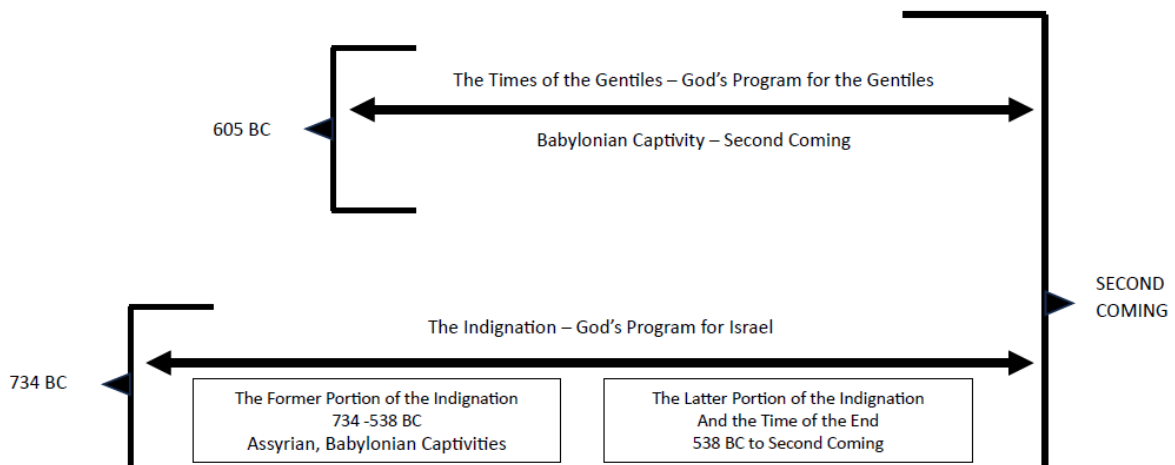 The Times of the Gentiles – God's Program for the Gentiles
605 BC
Babylonian Captivity – Second Coming
SECOND
COMING
The Indignation – God's Program for Israel
734 BC
The Former Portion of the Indignation
734 -538 BC
Assyrian, Babylonian Captivities
The Latter Portion of the Indignation
And the Time of the End
538 BC to Second Coming